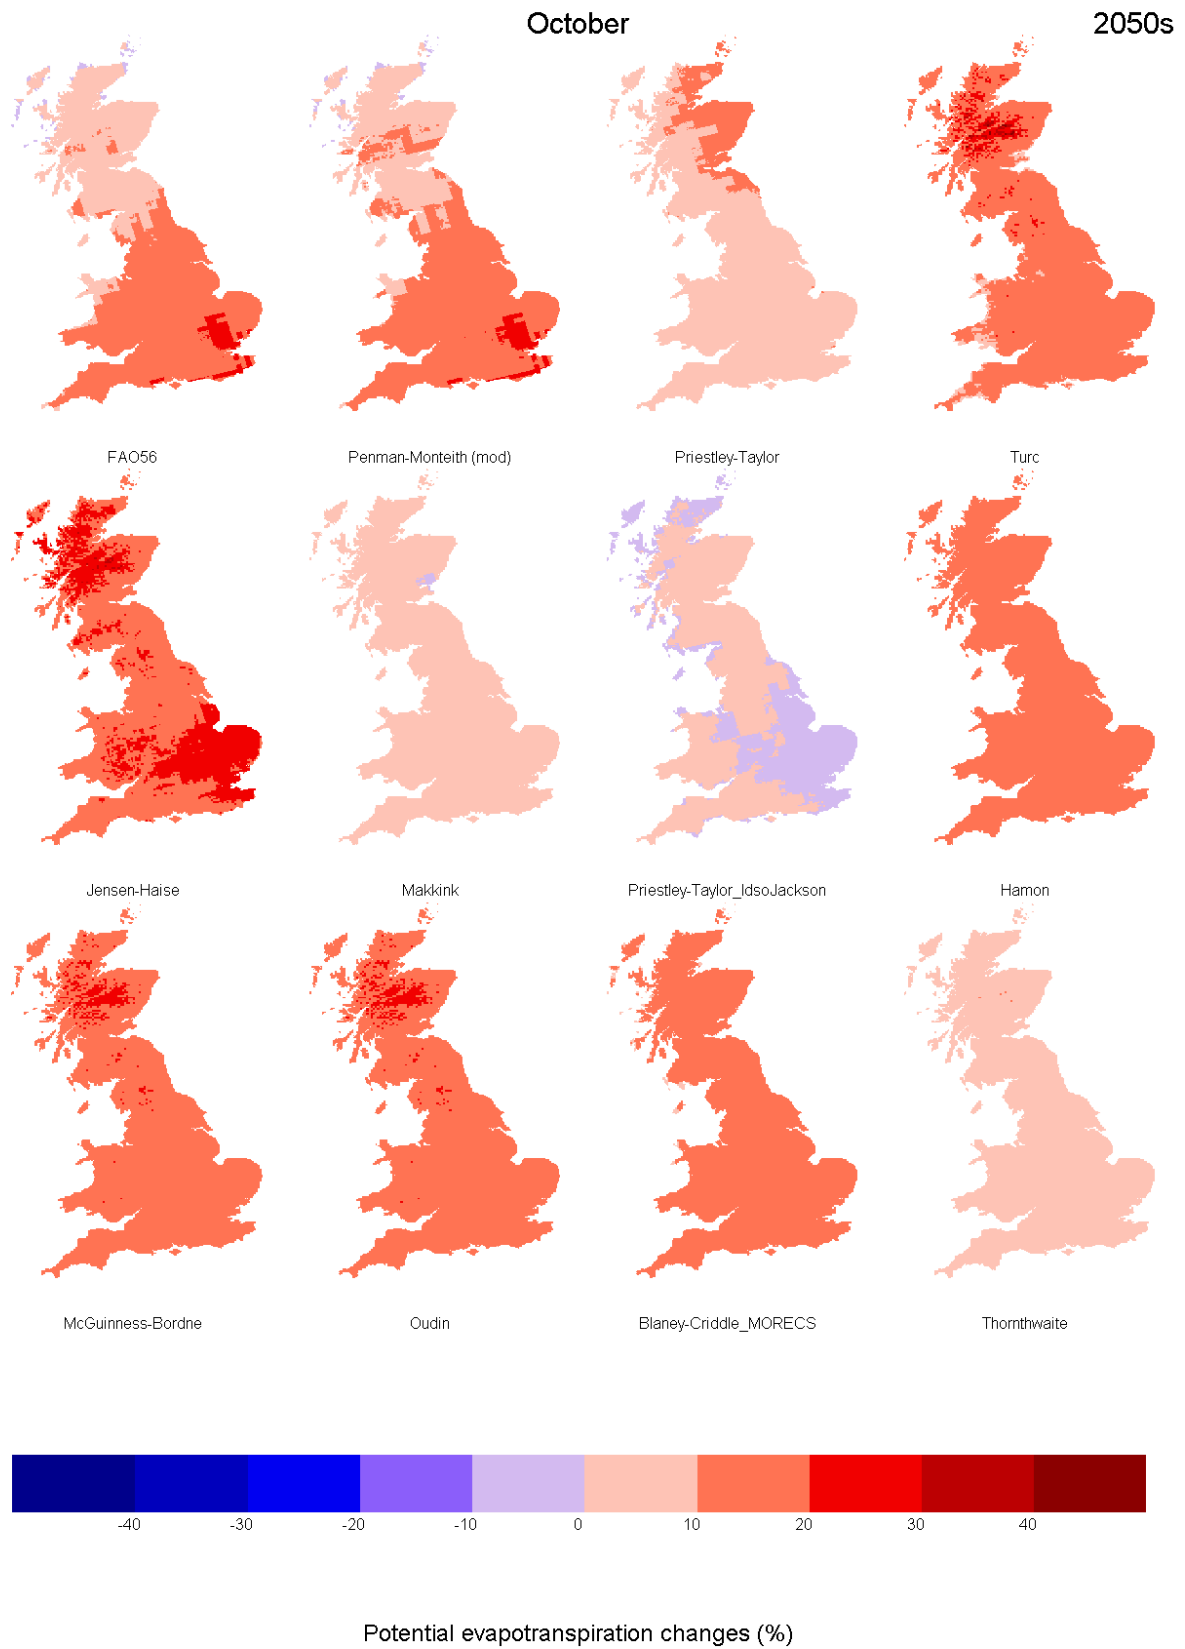 October 2050s
FAO56 Penman-Monteith (mod) Priestley-Taylor Turc
Jensen-Haise Makkink Priestley-Taylor_IdsoJackson Hamon
McGuinness-Bordne Oudin Blaney-Criddle_MORECS Thornthwaite
-40 -30 -20 -10 0 10 20 30 40
Potential evapotranspiration changes (%)